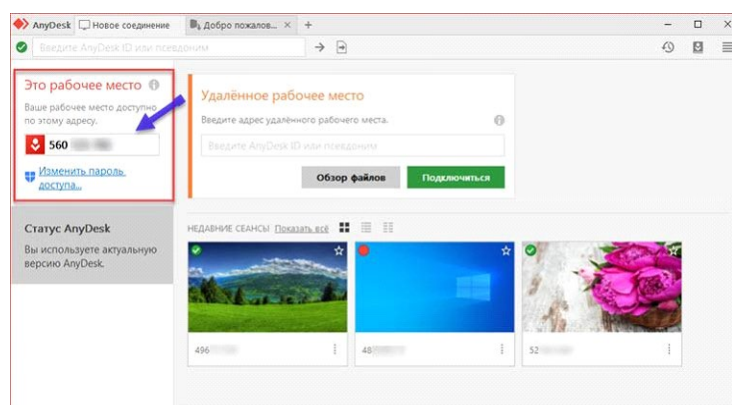 AnyDesk Новое соединение Добро пожалов...
Введите AnyDesk ID или псевдоним
Это рабочее место
Ваше рабочее место доступно
по этому адресу.
560
Изменить пароль
доступа...
Статус AnyDesk
Вы используете актуальную
версию AnyDesk.
Удалённое рабочее место
Введите адрес удалённого рабочего места.
Введите AnyDesk ID или псевдоним
Обзор файлов Подключиться
НЕДАВНИЕ СЕАНСЫ Показать всё
496 48 52